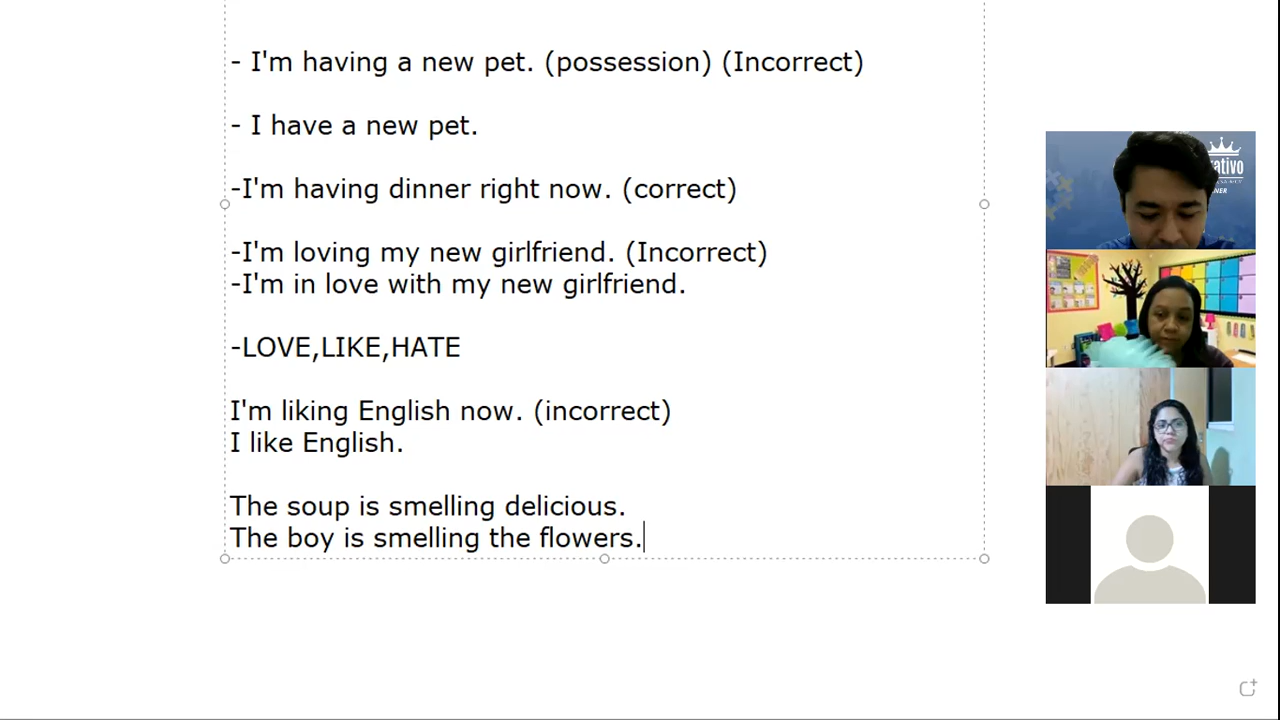 - I'm having a new pet. (possession) (Incorrect)
- I have a new pet.
-I'm having dinner right now. (correct)
-I'm loving my new girlfriend. (Incorrect)
-I'm in love with my new girlfriend.
-LOVE,LIKE,HATE
I'm liking English now. (incorrect)
I like English.
The soup is smelling delicious.
The boy is smelling the flowers.